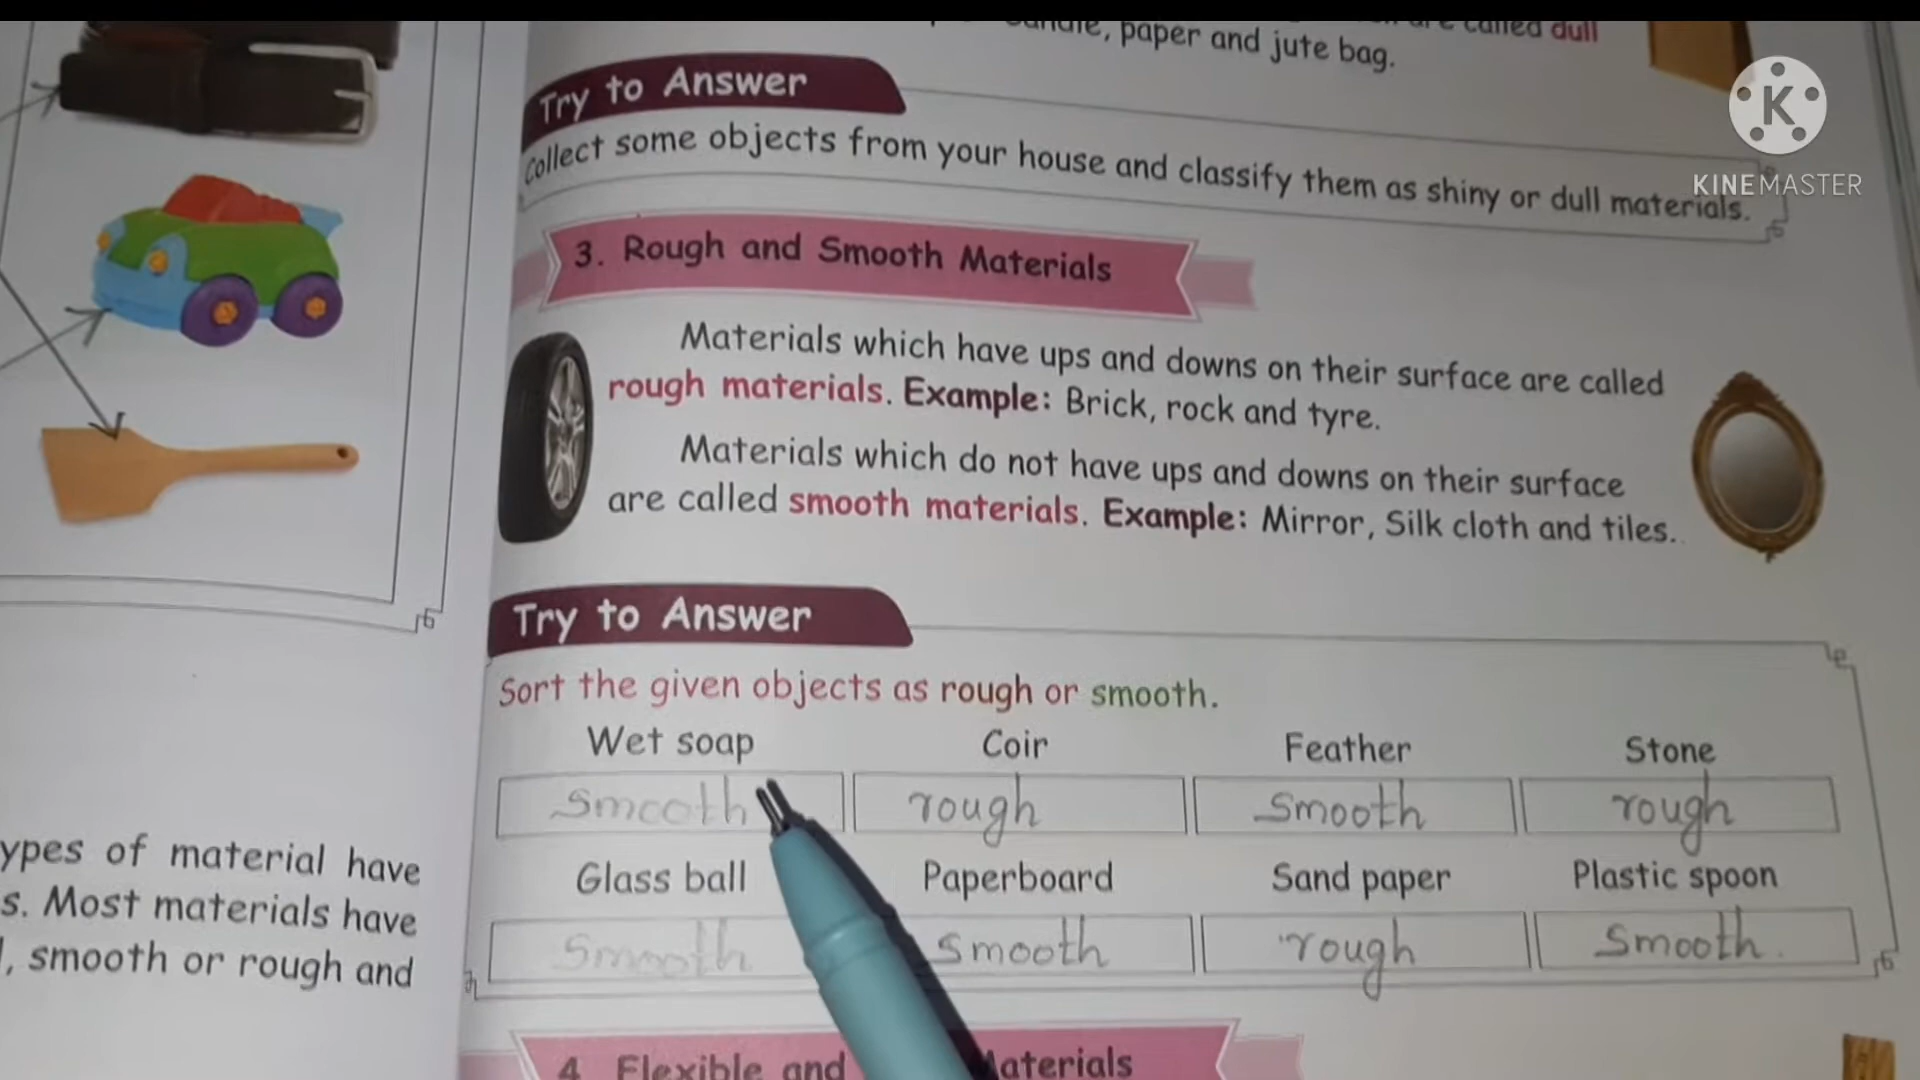 are called dull
candle, paper and jute bag.
Try to Answer
Collect some objects from your house and classify them as shiny or dull materials.
K
KINEMASTER
3. Rough and Smooth Materials
Materials which have ups and downs on their surface are called
rough materials. Example: Brick, rock and tyre.
Materials which do not have ups and downs on their surface
are called smooth materials. Example: Mirror, Silk cloth and tiles.
Try to Answer
Sort the given objects as rough or smooth.
Wet soap Coir Feather Stone
smooth rough smooth rough
Glass ball Paperboard Sand paper Plastic spoon
smooth smooth rough smooth.
ypes of material have
s. Most materials have
, smooth or rough and
4 Flexible and aterials